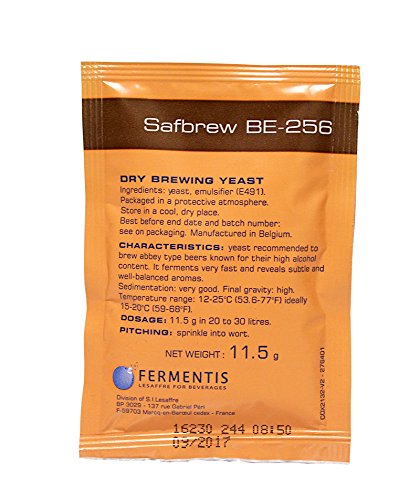 Safbrew BE-256
DRY BREWING YEAST
Ingredients: yeast, emulsifier (E491).
Packaged in a protective atmosphere.
Store in a cool, dry place.
Best before end date and batch number:
see on packaging. Manufactured in Belgium.
CHARACTERISTICS: yeast recommended to
brew abbey type beers known for their high alcohol
content. It ferments very fast and reveals subtle and
well-balanced aromas.
Sedimentation: very good. Final gravity: high.
Temperature range: 12-25°C (53.6-77°F) ideally
15-20°C (59-68°F).
DOSAGE: 11.5 g in 20 to 30 litres.
PITCHING: sprinkle into wort.
NET WEIGHT: 11.5 g
FERMENTIS
LESAFFRE FOR BEVERAGES
Division of S.I.Lesaffre
BP 3029 - 137 rue Gabriel Péri
F-59703 Marcq-en-Barœul cedex - France
16230 244 08:50
09/2017